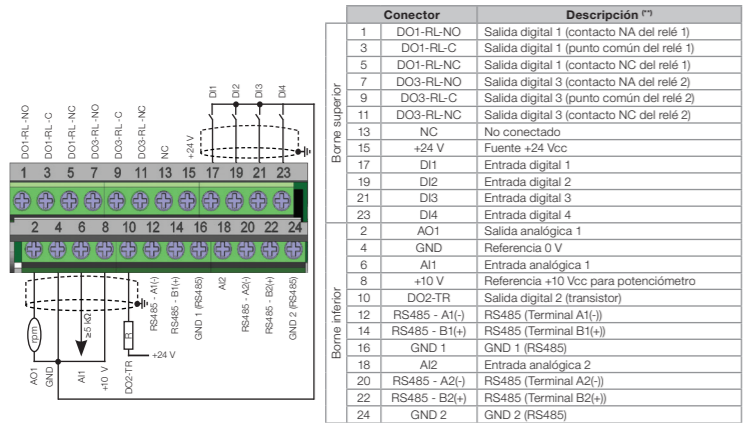 DO1-RL-NO
DO1-RL-C
DO1-RL-NC
DO3-RL-NO
DO3-RL-C
DO3-RL-NC
NC
+24 V
DI1
DI2
DI3
DI4
1 3 5 7 9 11 13 15 17 19 21 23
2 4 6 8 10 12 14 16 18 20 22 24
rpm
≥5 kΩ
R
+24 V
AO1
GND
AI1
+10 V
DO2-TR
RS485 - A1(-)
RS485 - B1(+)
GND 1 (RS485)
AI2
RS485 - A2(-)
RS485 - B2(+)
GND 2 (RS485)
Conector Descripción (**)
Borne superior
1 DO1-RL-NO Salida digital 1 (contacto NA del relé 1)
3 DO1-RL-C Salida digital 1 (punto común del relé 1)
5 DO1-RL-NC Salida digital 1 (contacto NC del relé 1)
7 DO3-RL-NO Salida digital 3 (contacto NA del relé 2)
9 DO3-RL-C Salida digital 3 (punto común del relé 2)
11 DO3-RL-NC Salida digital 3 (contacto NC del relé 2)
13 NC No conectado
15 +24 V Fuente +24 Vcc
17 DI1 Entrada digital 1
19 DI2 Entrada digital 2
21 DI3 Entrada digital 3
23 DI4 Entrada digital 4
Borne inferior
2 AO1 Salida analógica 1
4 GND Referencia 0 V
6 AI1 Entrada analógica 1
8 +10 V Referencia +10 Vcc para potenciómetro
10 DO2-TR Salida digital 2 (transistor)
12 RS485 - A1(-) RS485 (Terminal A1(-))
14 RS485 - B1(+) RS485 (Terminal B1(+))
16 GND 1 GND 1 (RS485)
18 AI2 Entrada analógica 2
20 RS485 - A2(-) RS485 (Terminal A2(-))
22 RS485 - B2(+) RS485 (Terminal B2(+))
24 GND 2 GND 2 (RS485)